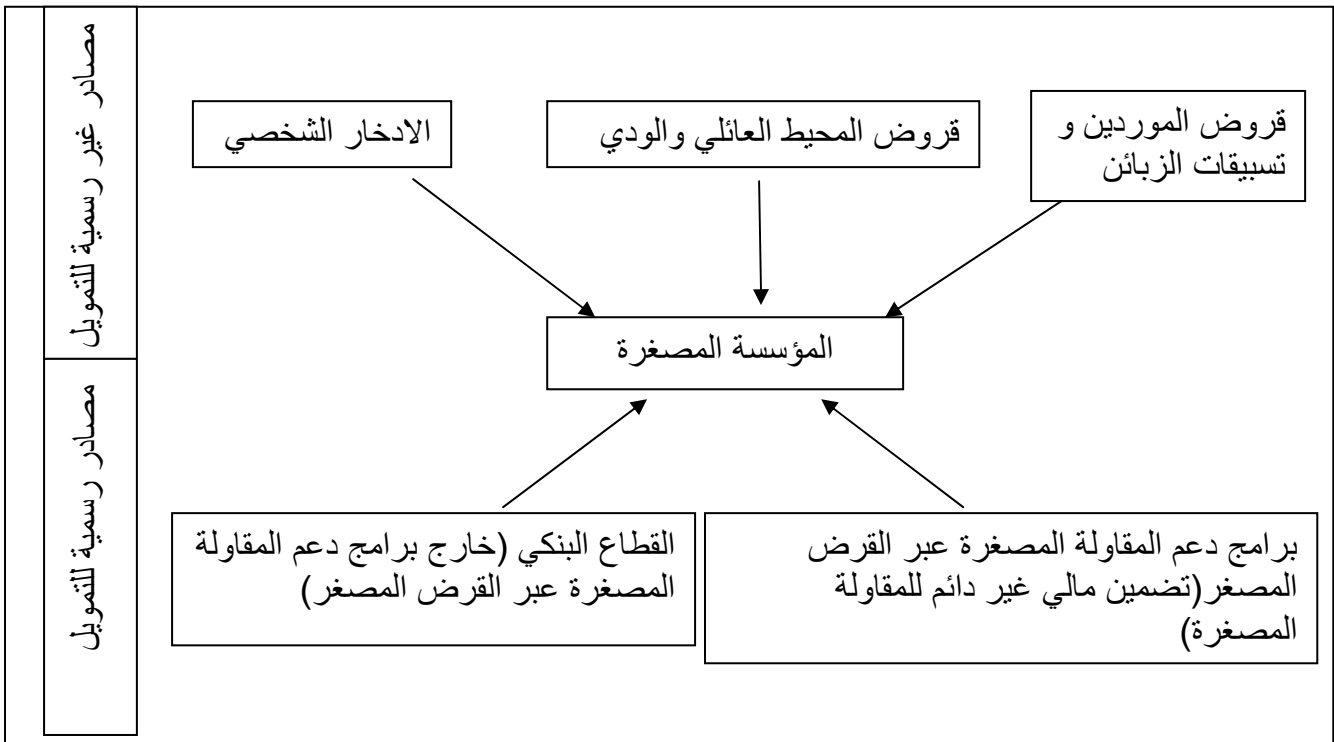 مصادر غير رسمية للتمويل
قروض الموردين و
تسبيقات الزبائن
قروض المحيط العائلي والودي
الادخار الشخصي
المؤسسة المصغرة
مصادر رسمية للتمويل
برامج دعم المقاولة المصغرة عبر القرض
المصغر(تضمين مالي غير دائم للمقاولة
المصغرة)
القطاع البنكي (خارج برامج دعم المقاولة
المصغرة عبر القرض المصغر)